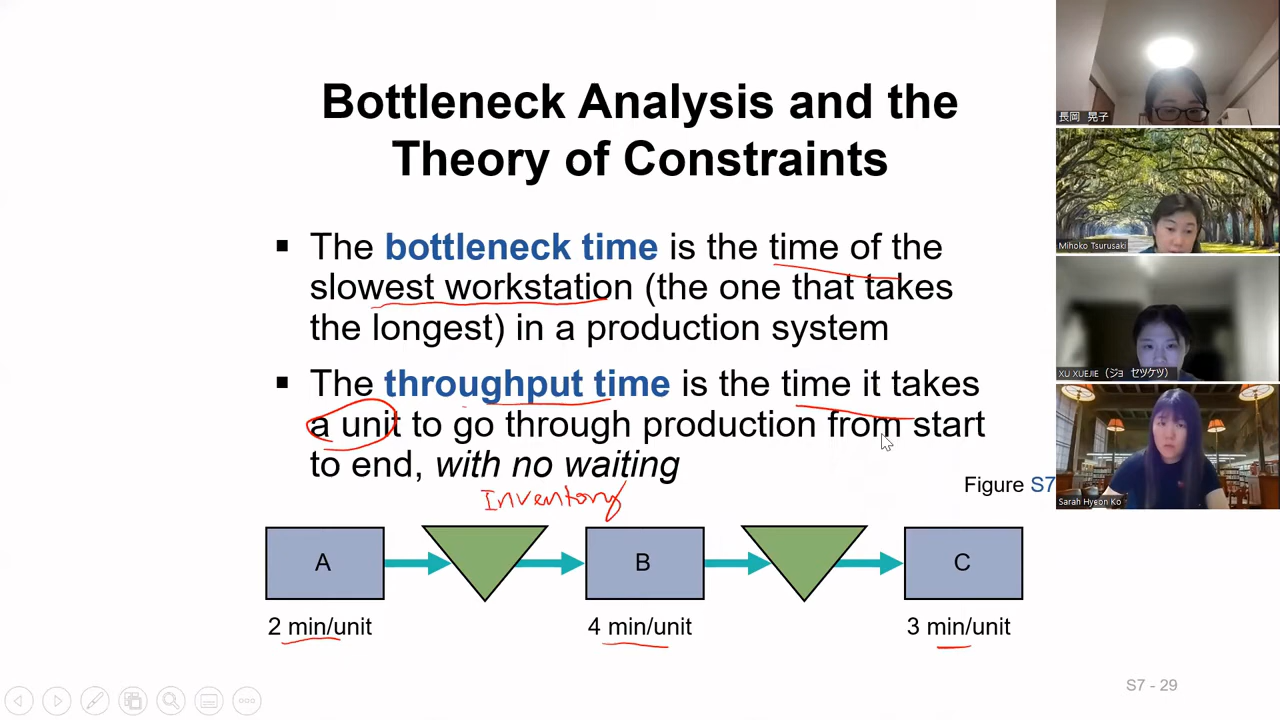 Bottleneck Analysis and the
Theory of Constraints
▪ The bottleneck time is the time of the
slowest workstation (the one that takes
the longest) in a production system
▪ The throughput time is the time it takes
a unit to go through production from start
to end, with no waiting
Inventory
Figure S7
A
B
C
2 min/unit
4 min/unit
3 min/unit
S7 - 29
長岡 晃子
Mihoko Tsurusaki
XU XUEJIE（ジョ セツケツ）
Sarah Hyeon Ko